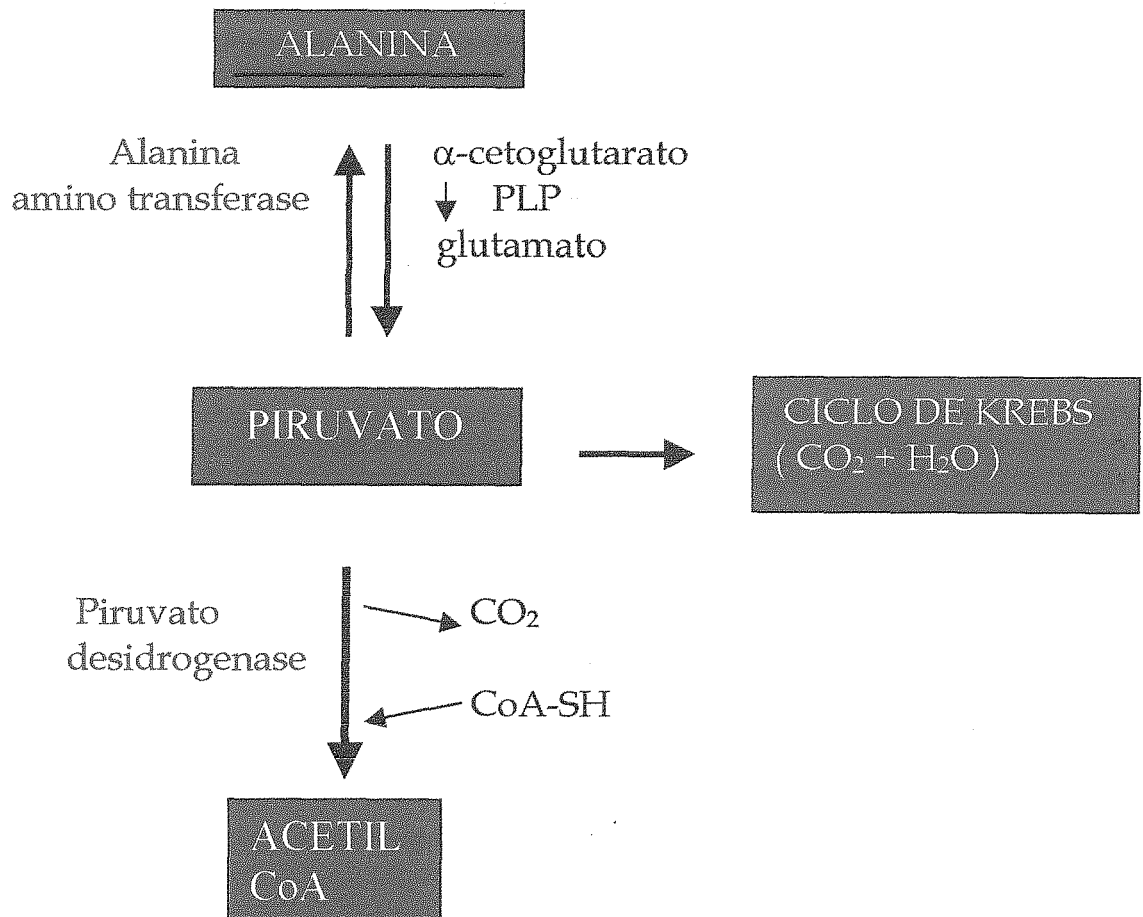 ALANINA
Alanina
amino transferase
α-cetoglutarato
PLP
glutamato
PIRUVATO
CICLO DE KREBS
( CO₂ + H₂O )
Piruvato
desidrogenase
CO₂
CoA-SH
ACETIL
CoA